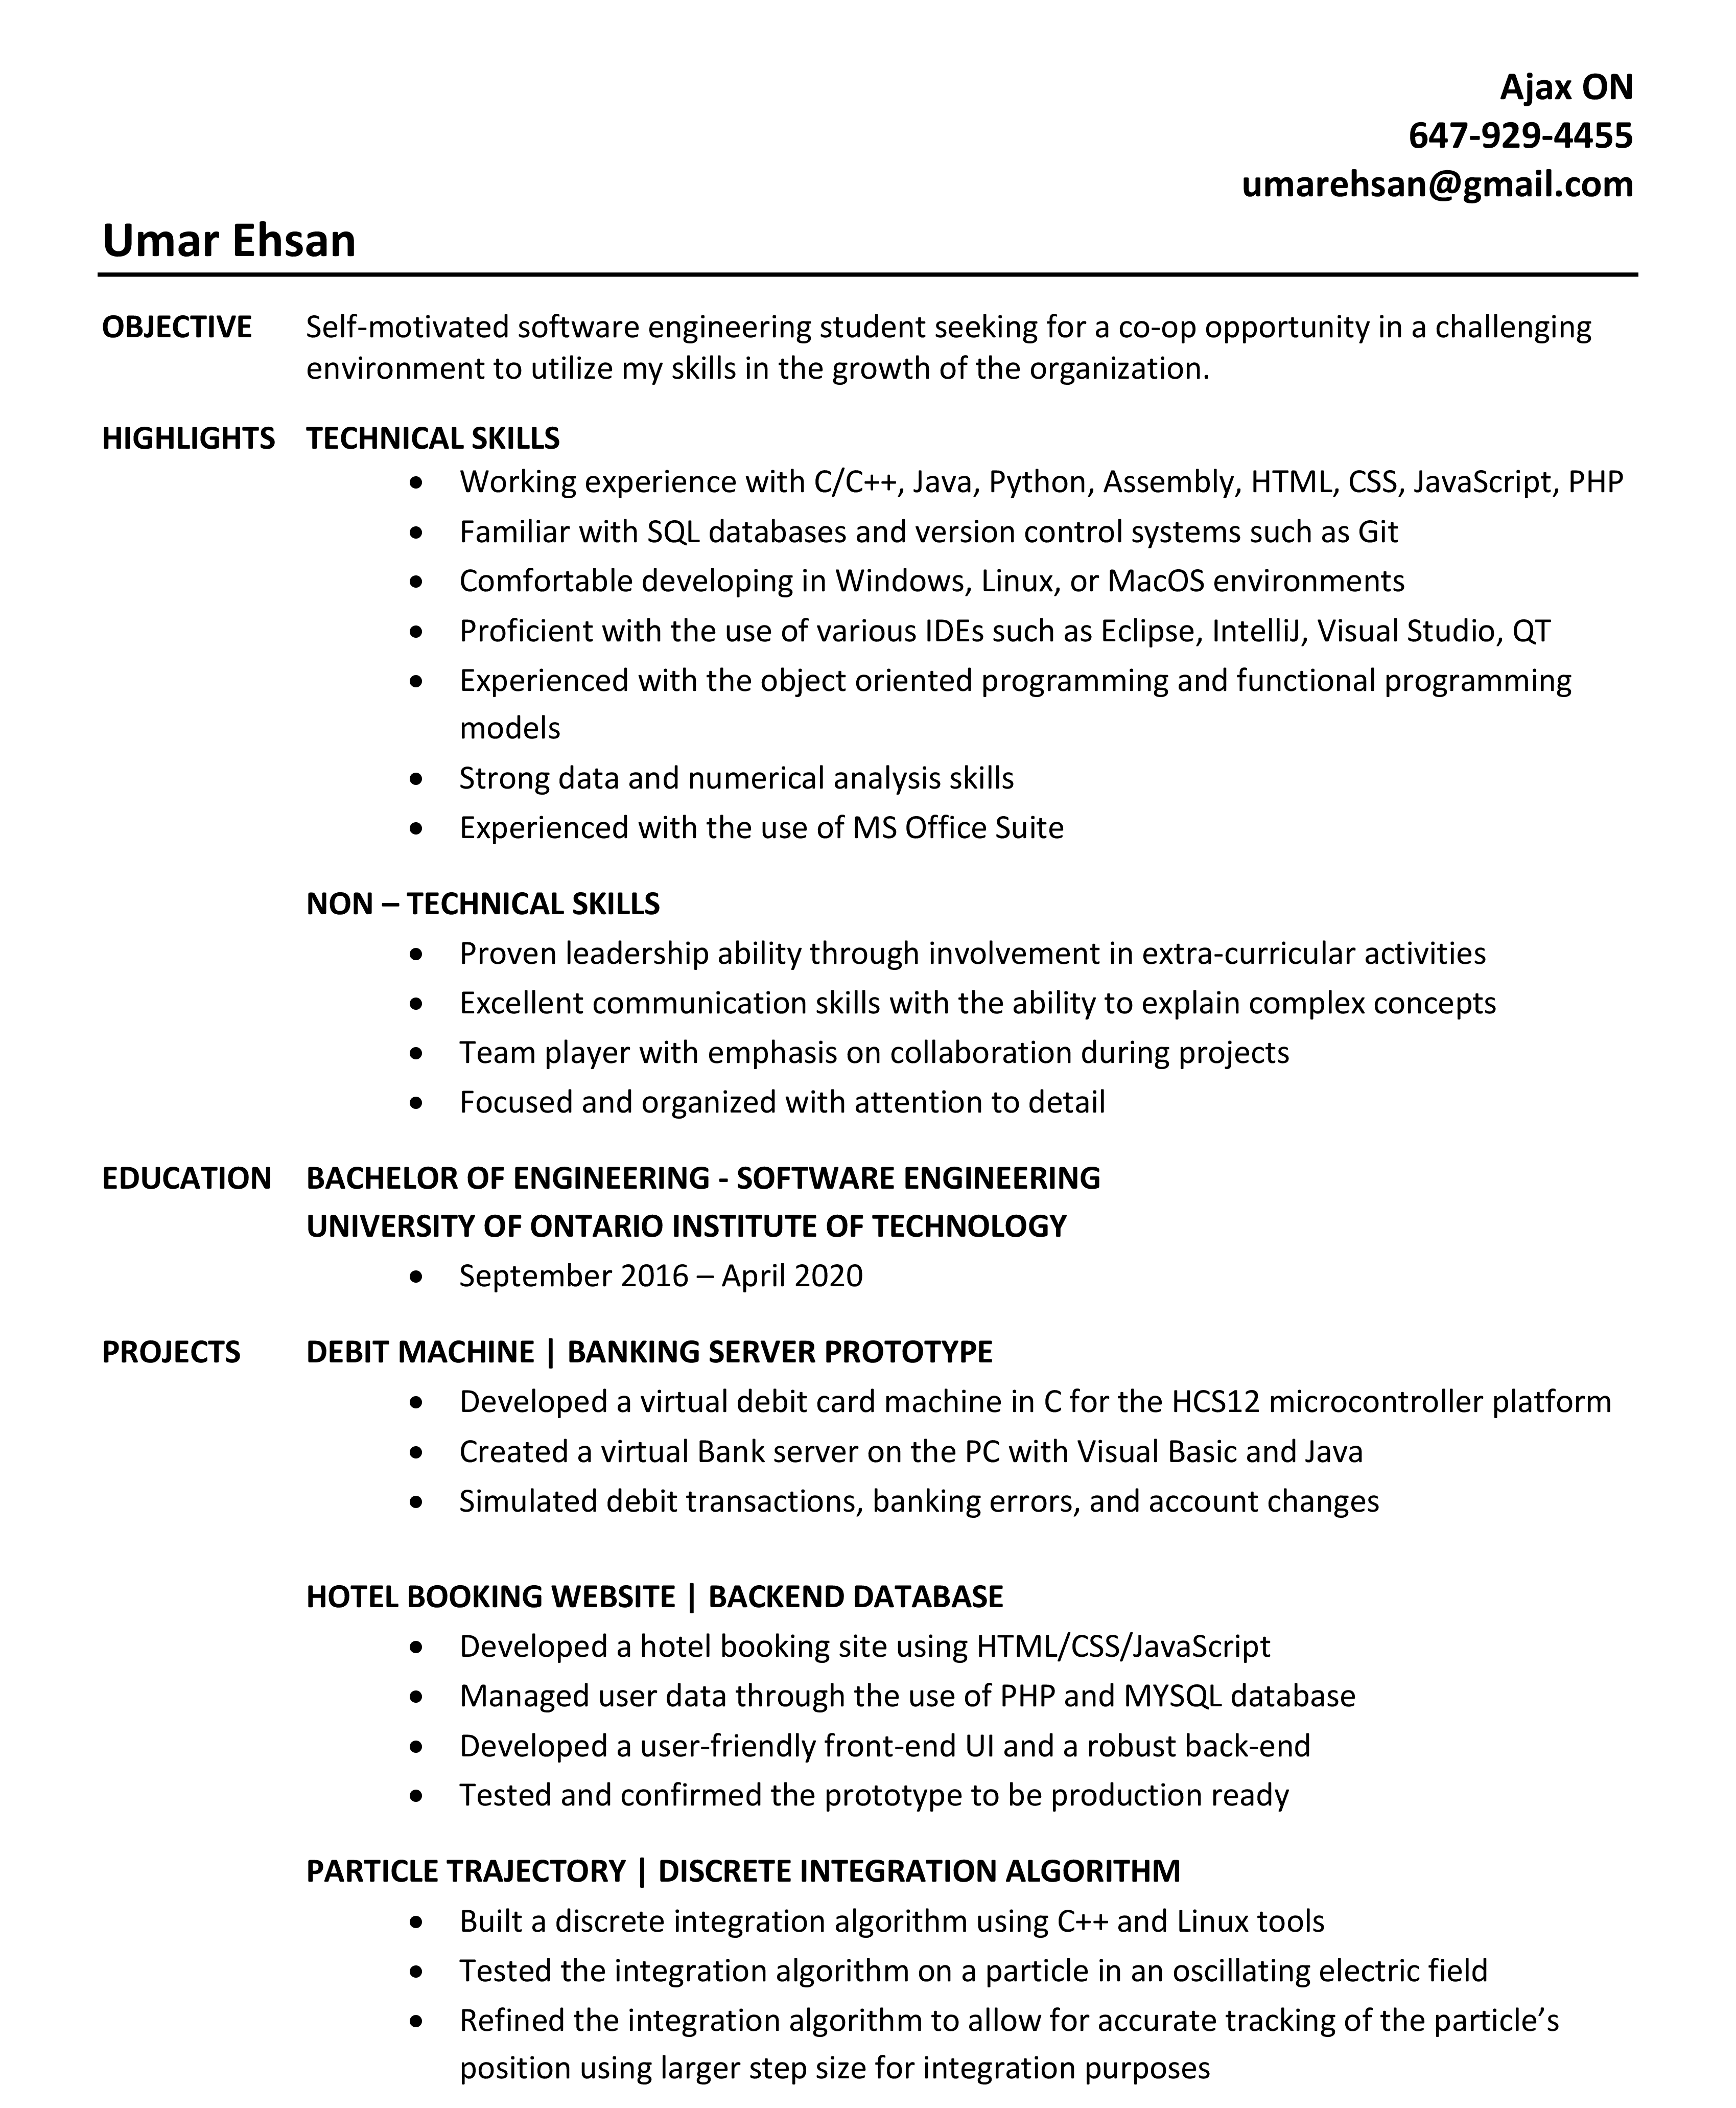 Ajax ON
647-929-4455
umarehsan@gmail.com
Umar Ehsan
OBJECTIVE Self-motivated software engineering student seeking for a co-op opportunity in a challenging
environment to utilize my skills in the growth of the organization.
HIGHLIGHTS TECHNICAL SKILLS
• Working experience with C/C++, Java, Python, Assembly, HTML, CSS, JavaScript, PHP
• Familiar with SQL databases and version control systems such as Git
• Comfortable developing in Windows, Linux, or MacOS environments
• Proficient with the use of various IDEs such as Eclipse, IntelliJ, Visual Studio, QT
• Experienced with the object oriented programming and functional programming
models
• Strong data and numerical analysis skills
• Experienced with the use of MS Office Suite
NON – TECHNICAL SKILLS
• Proven leadership ability through involvement in extra-curricular activities
• Excellent communication skills with the ability to explain complex concepts
• Team player with emphasis on collaboration during projects
• Focused and organized with attention to detail
EDUCATION BACHELOR OF ENGINEERING - SOFTWARE ENGINEERING
UNIVERSITY OF ONTARIO INSTITUTE OF TECHNOLOGY
• September 2016 – April 2020
PROJECTS DEBIT MACHINE | BANKING SERVER PROTOTYPE
• Developed a virtual debit card machine in C for the HCS12 microcontroller platform
• Created a virtual Bank server on the PC with Visual Basic and Java
• Simulated debit transactions, banking errors, and account changes
HOTEL BOOKING WEBSITE | BACKEND DATABASE
• Developed a hotel booking site using HTML/CSS/JavaScript
• Managed user data through the use of PHP and MYSQL database
• Developed a user-friendly front-end UI and a robust back-end
• Tested and confirmed the prototype to be production ready
PARTICLE TRAJECTORY | DISCRETE INTEGRATION ALGORITHM
• Built a discrete integration algorithm using C++ and Linux tools
• Tested the integration algorithm on a particle in an oscillating electric field
• Refined the integration algorithm to allow for accurate tracking of the particle’s
position using larger step size for integration purposes